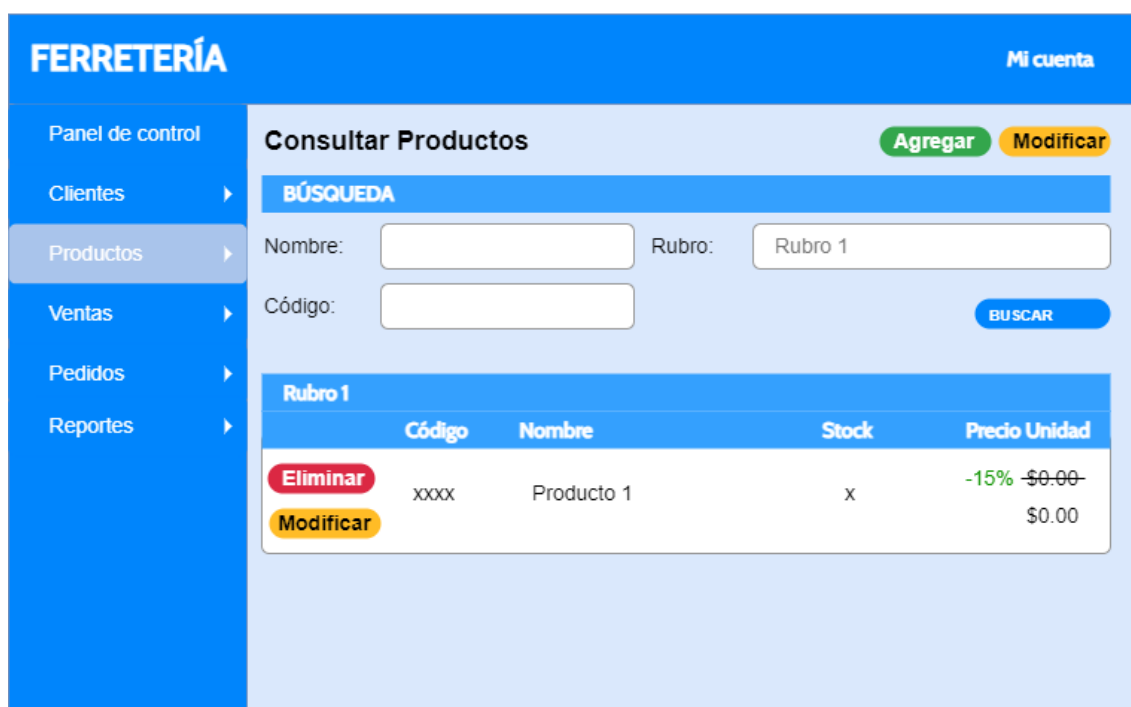 FERRETERÍA
Mi cuenta
Panel de control
Clientes
Productos
Ventas
Pedidos
Reportes
Consultar Productos
Agregar Modificar
BÚSQUEDA
Nombre: Rubro: Rubro 1
Código:
BUSCAR
Rubro 1
Código Nombre Stock Precio Unidad
Eliminar
Modificar
xxxx Producto 1 x
-15% $0.00
$0.00